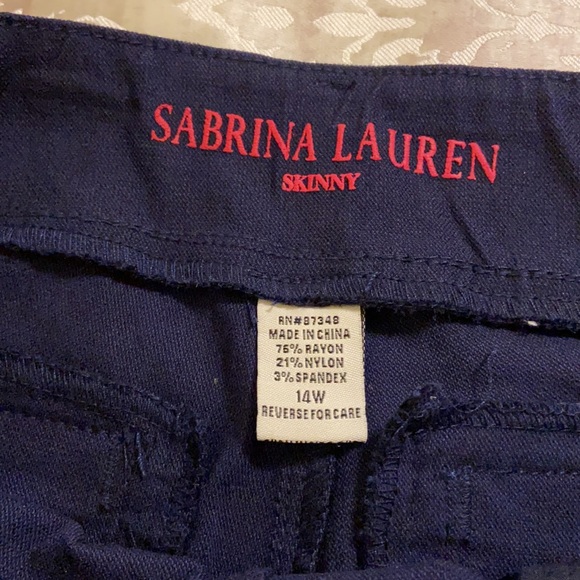 SABRINA LAUREN
SKINNY
RN#87348
MADE IN CHINA
76% RAYON
21% NYLON
3% SPANDEX
14W
REVERSE FOR CARE